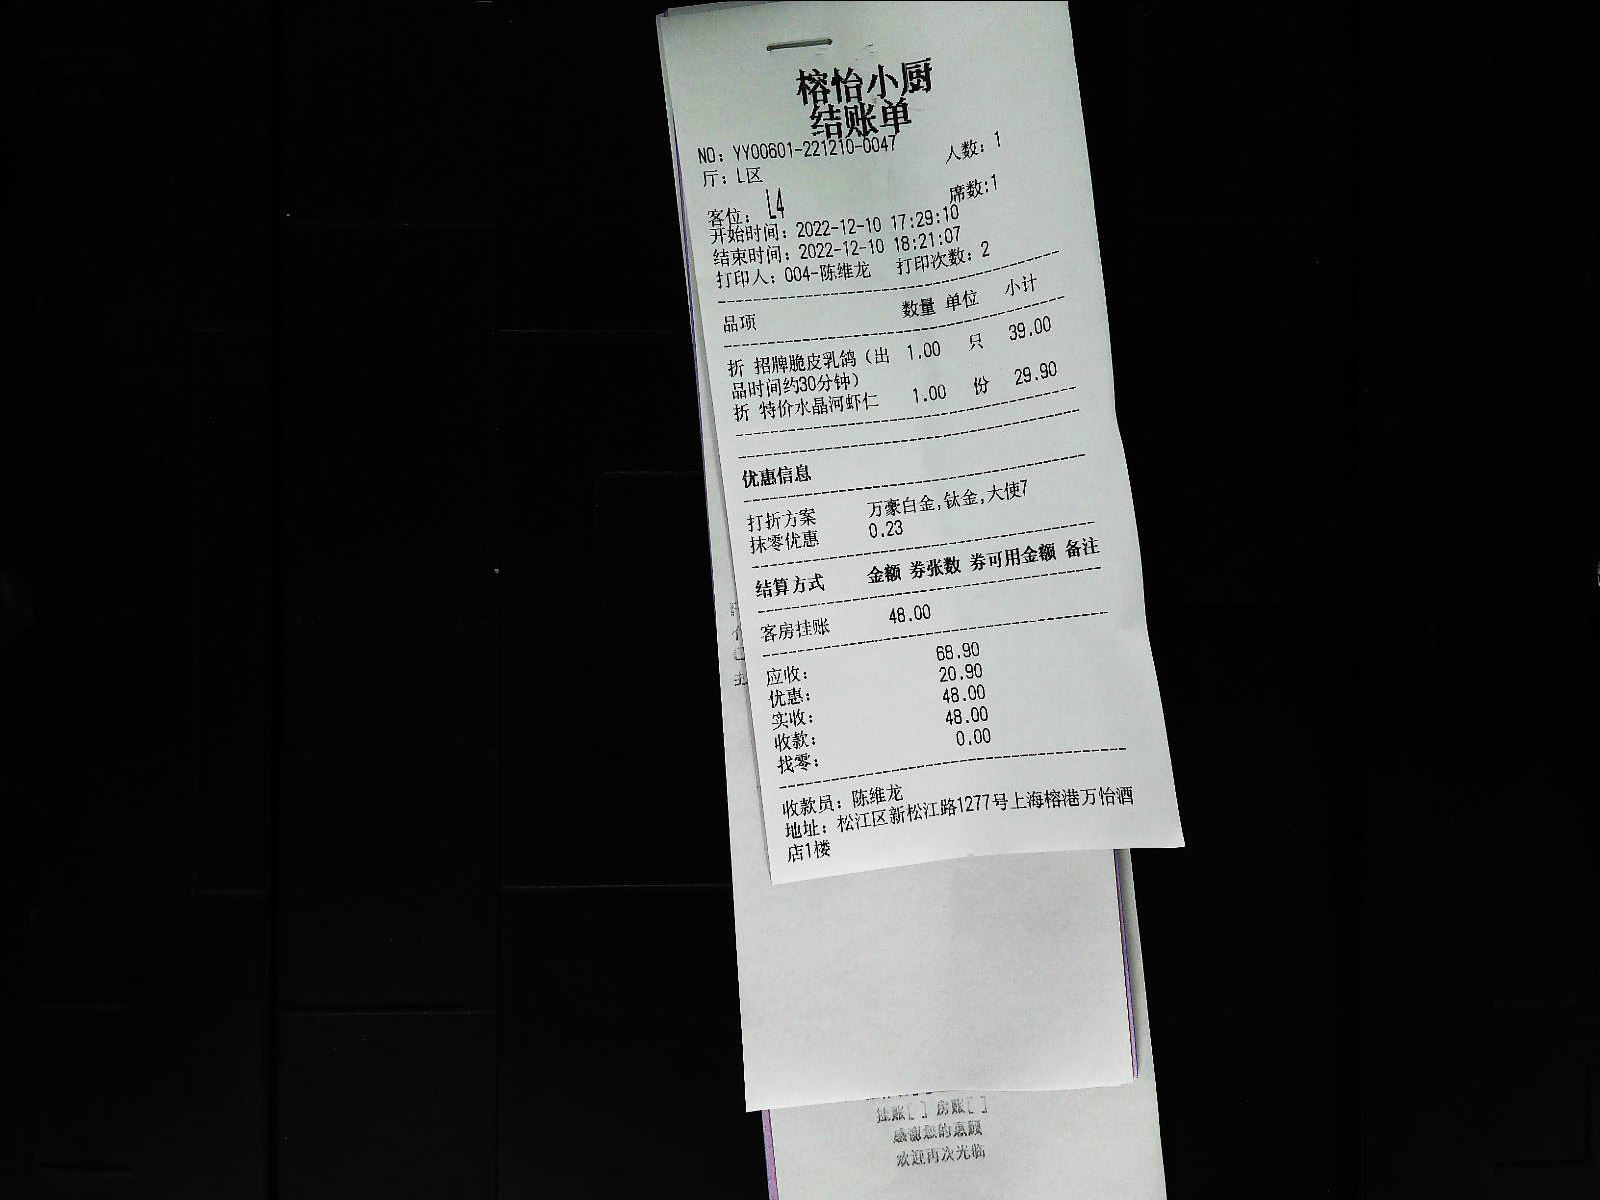 榕怡小厨
结账单
NO: YY00601-221210-0047 人数: 1
厅: L区
客位: L4 席数:1
开始时间: 2022-12-10 17:29:10
结束时间: 2022-12-10 18:21:07
打印人: 004-陈维龙 打印次数: 2
品项 数量 单位 小计
折 招牌脆皮乳鸽（出 1.00 只 39.00
品时间约30分钟）
折 特价水晶河虾仁 1.00 份 29.90
优惠信息
打折方案 万豪白金,钛金,大使7
抹零优惠 0.23
结算方式 金额 券张数 券可用金额 备注
客房挂账 48.00
应收: 68.90
优惠: 20.90
实收: 48.00
收款: 48.00
找零: 0.00
收款员: 陈维龙
地址: 松江区新松江路1277号上海榕港万怡酒
店1楼
挂账[ ] 房账[ ]
感谢您的惠顾
欢迎再次光临